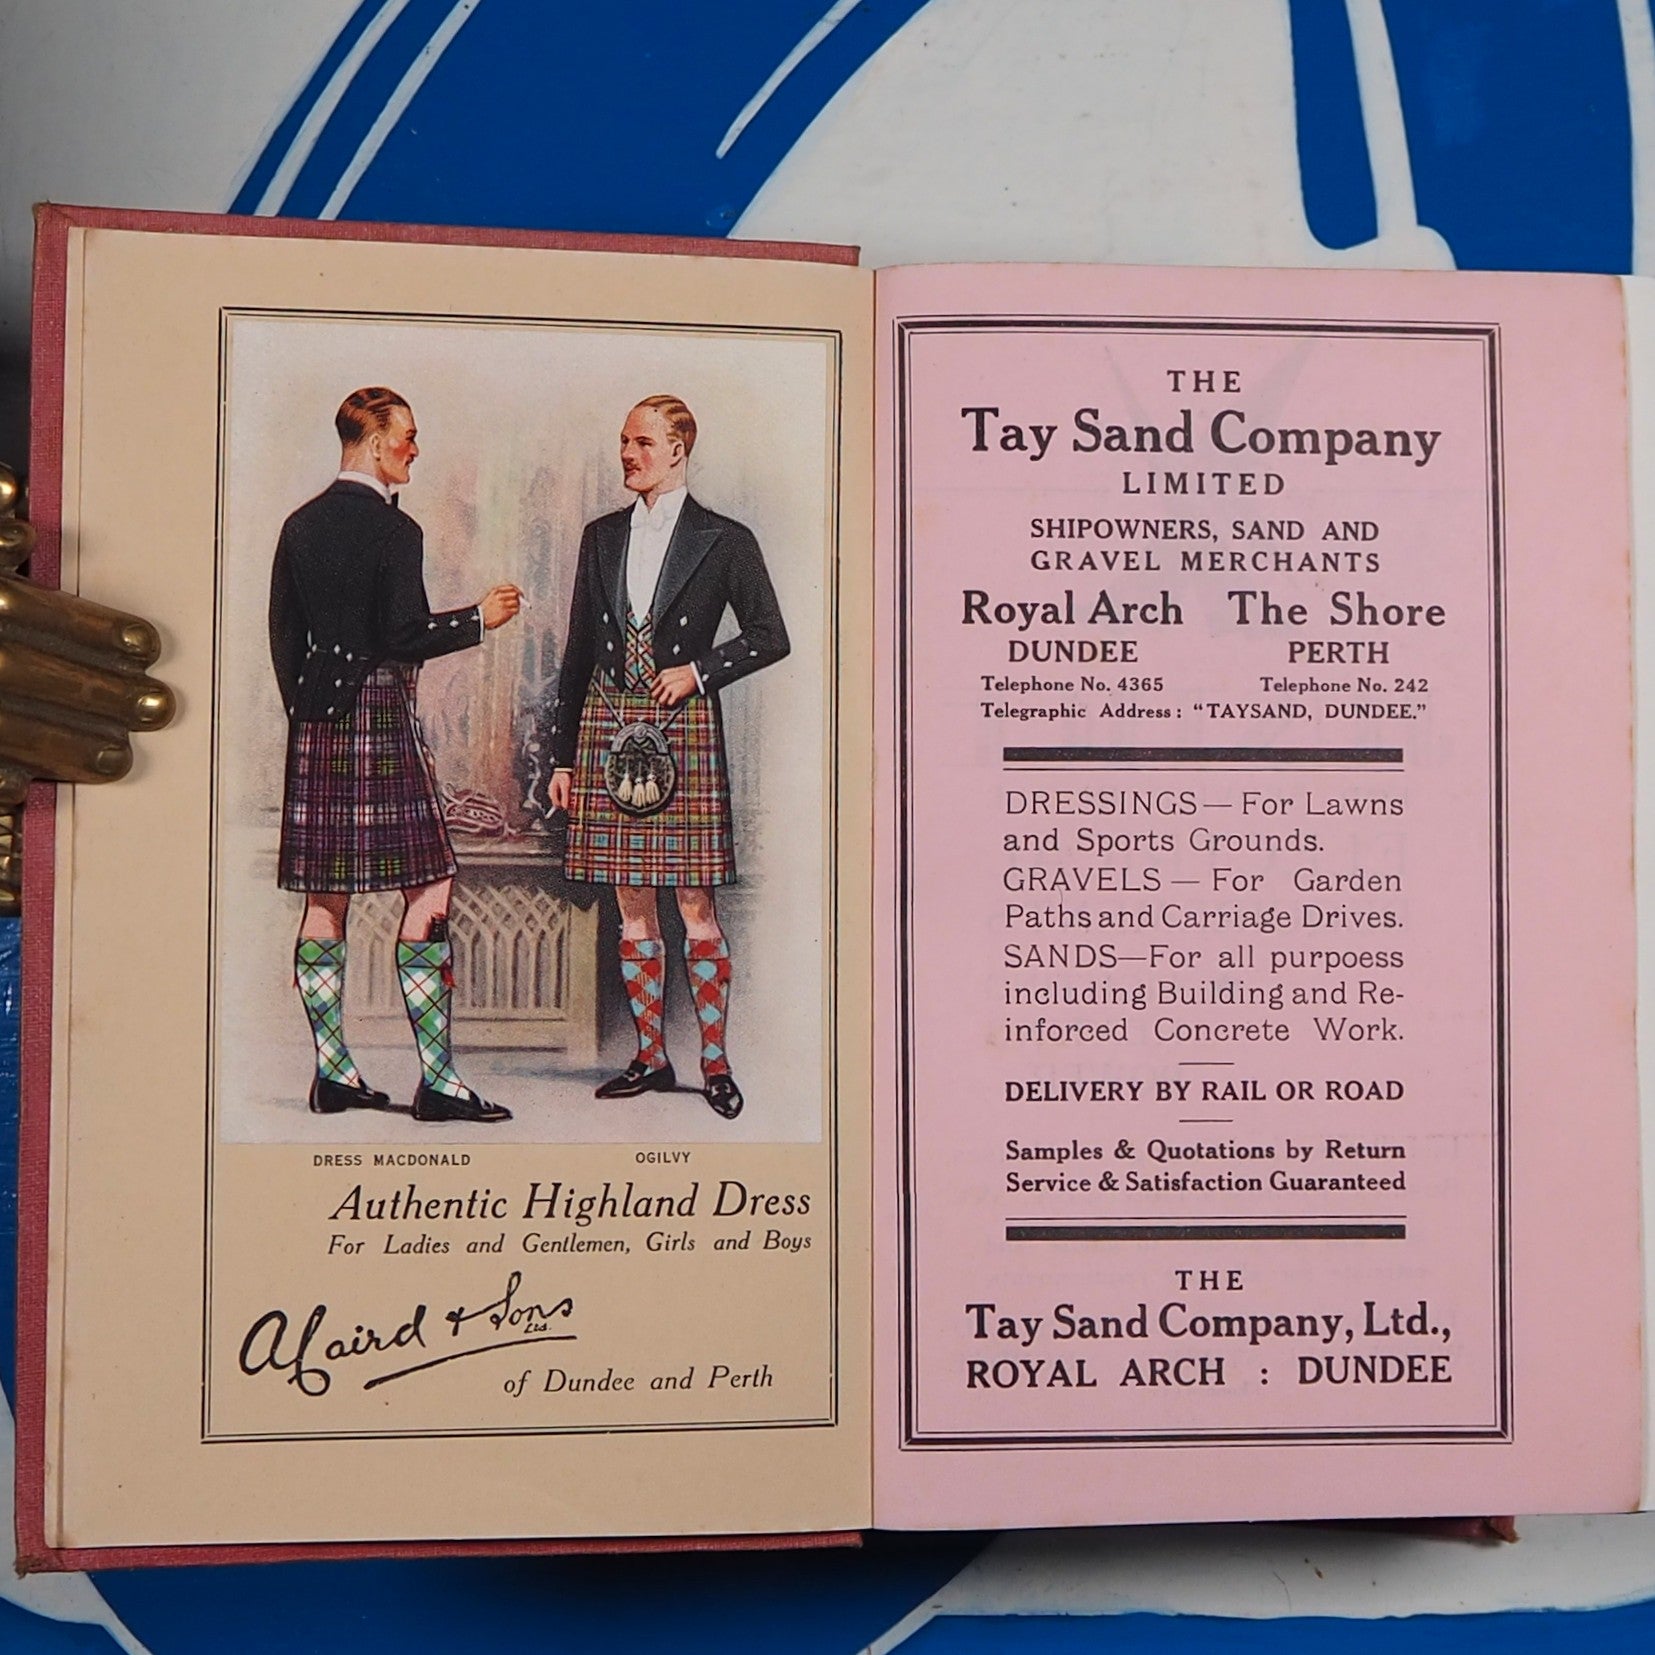 DRESS MACDONALD OGILVY
Authentic Highland Dress
For Ladies and Gentlemen, Girls and Boys
A Caird & Sons
Ltd.
of Dundee and Perth
THE
Tay Sand Company
LIMITED
SHIPOWNERS, SAND AND
GRAVEL MERCHANTS
Royal Arch The Shore
DUNDEE PERTH
Telephone No. 4365 Telephone No. 242
Telegraphic Address: "TAYSAND, DUNDEE."
DRESSINGS—For Lawns
and Sports Grounds.
GRAVELS — For Garden
Paths and Carriage Drives.
SANDS—For all purpoess
including Building and Re-
inforced Concrete Work.
DELIVERY BY RAIL OR ROAD
Samples & Quotations by Return
Service & Satisfaction Guaranteed
THE
Tay Sand Company, Ltd.,
ROYAL ARCH : DUNDEE